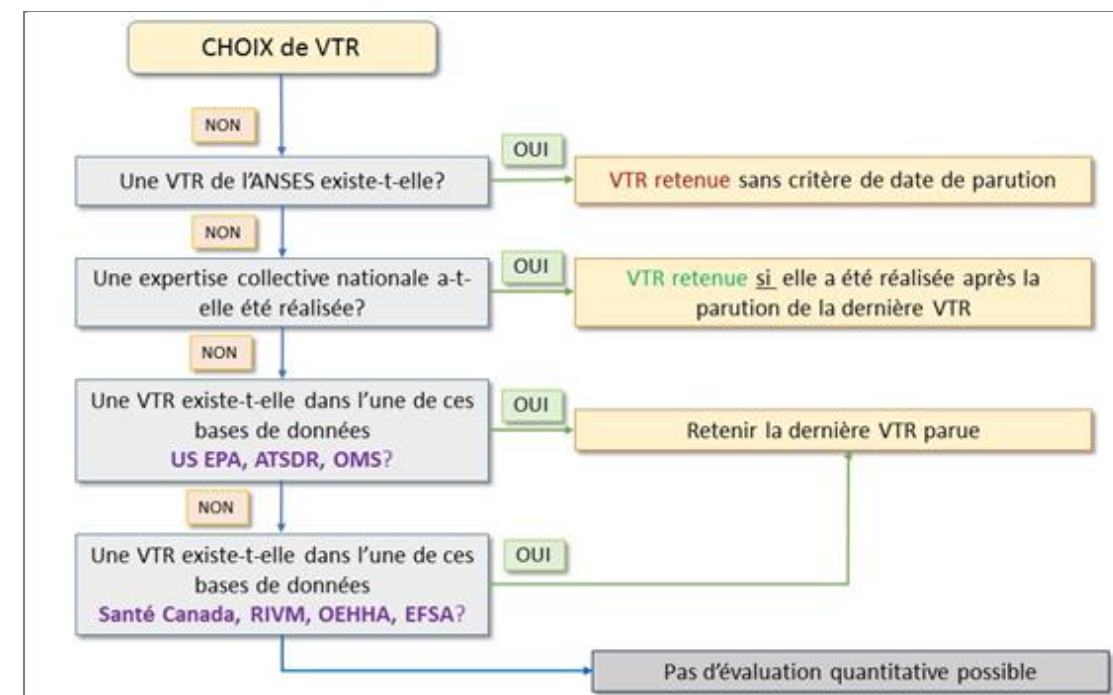 CHOIX de VTR
NON
OUI
Une VTR de l'ANSES existe-t-elle?
VTR retenue sans critère de date de parution
NON
OUI
Une expertise collective nationale a-t-
elle été réalisée?
VTR retenue si elle a été réalisée après la
parution de la dernière VTR
NON
OUI
Une VTR existe-t-elle dans l'une de ces
bases de données
US EPA, ATSDR, OMS?
Retenir la dernière VTR parue
NON
OUI
Une VTR existe-t-elle dans l'une de ces
bases de données
Santé Canada, RIVM, OEHHA, EFSA?
Pas d'évaluation quantitative possible